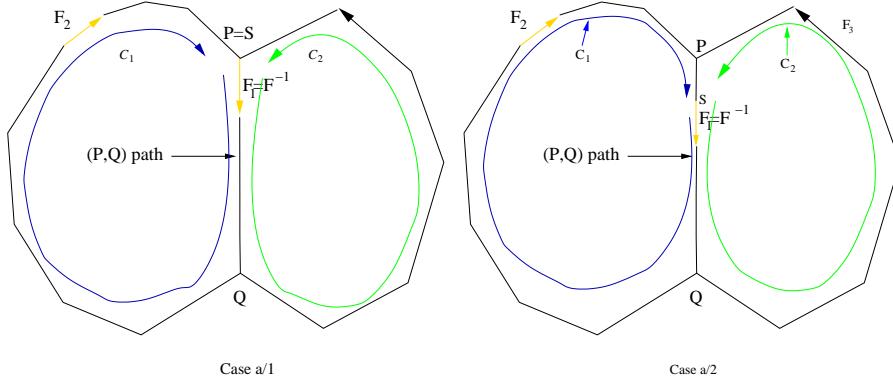 F2
C1
P=S
C2
F1=F-1
(P,Q) path
Q
Case a/1
F2
C1
P
C2
F3
S
F1=F-1
(P,Q) path
Q
Case a/2